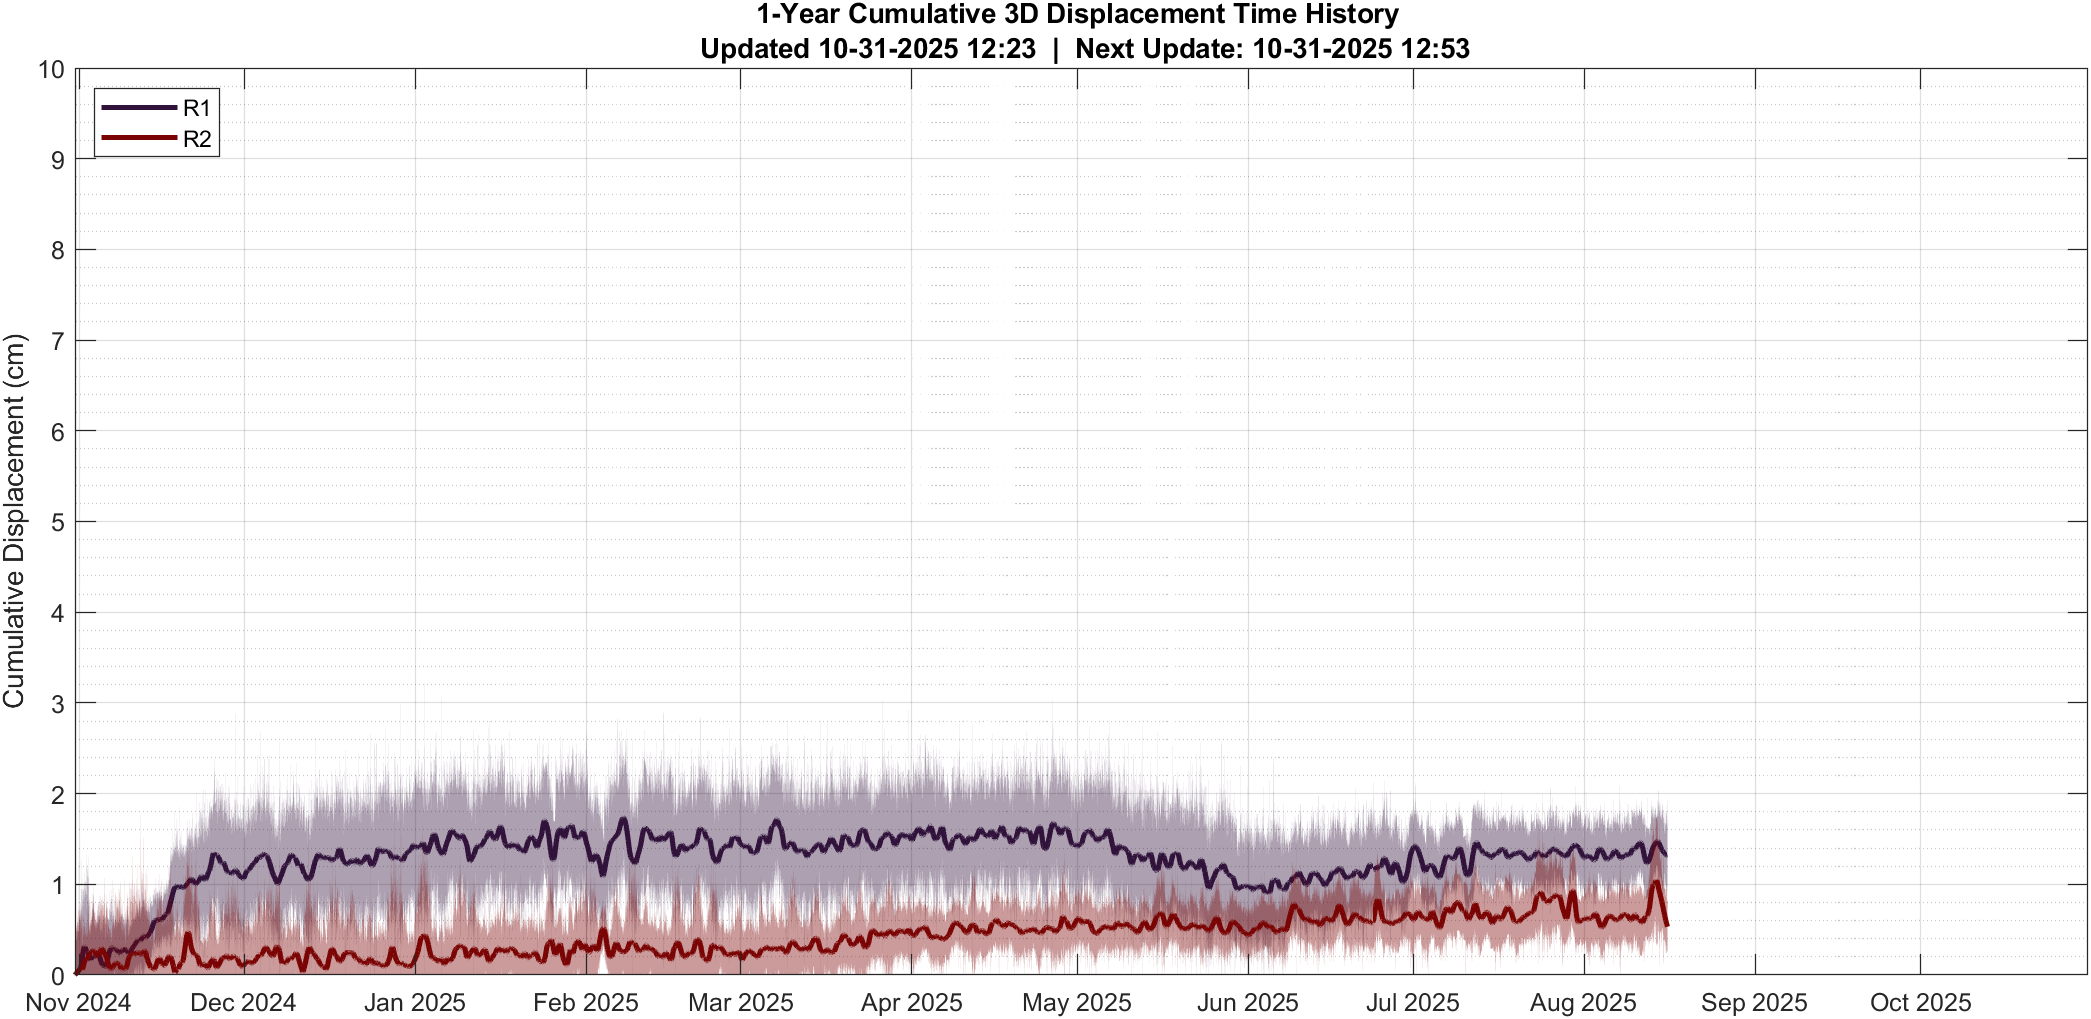 1-Year Cumulative 3D Displacement Time History
Updated 10-31-2025 12:23 | Next Update: 10-31-2025 12:53
R1
R2
Cumulative Displacement (cm)
10
9
8
7
6
5
4
3
2
1
0
Nov 2024 Dec 2024 Jan 2025 Feb 2025 Mar 2025 Apr 2025 May 2025 Jun 2025 Jul 2025 Aug 2025 Sep 2025 Oct 2025